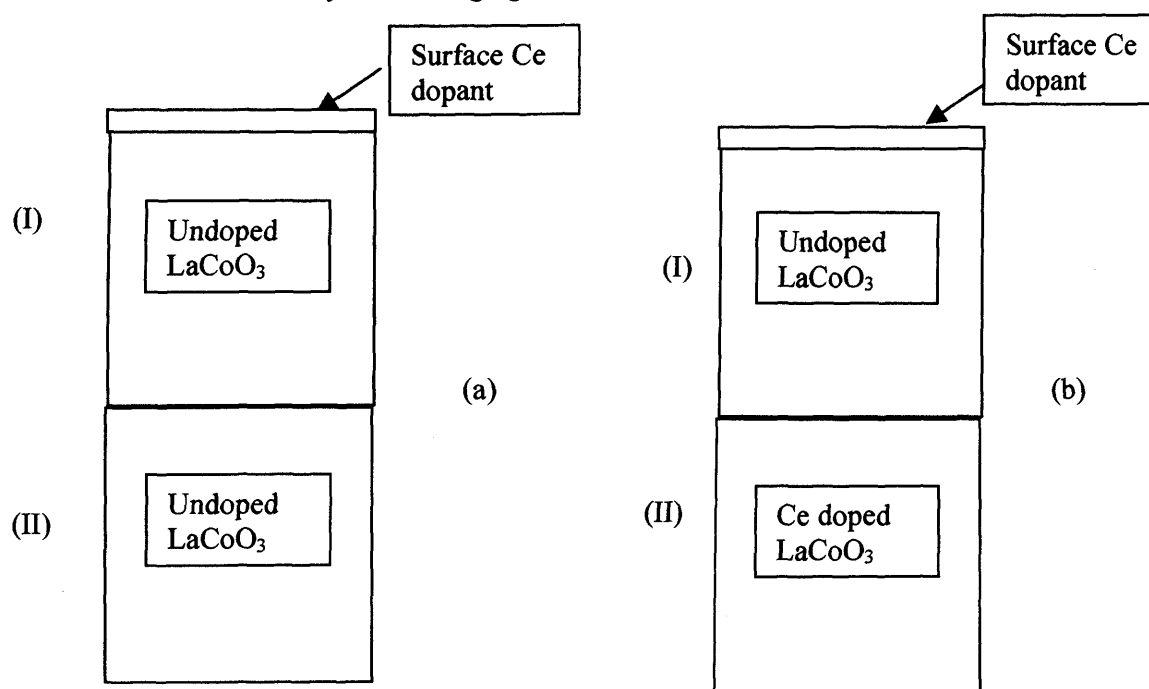 Surface Ce
dopant
(I)
Undoped
LaCoO₃
(a)
(II)
Undoped
LaCoO₃
Surface Ce
dopant
(I)
Undoped
LaCoO₃
(b)
(II)
Ce doped
LaCoO₃